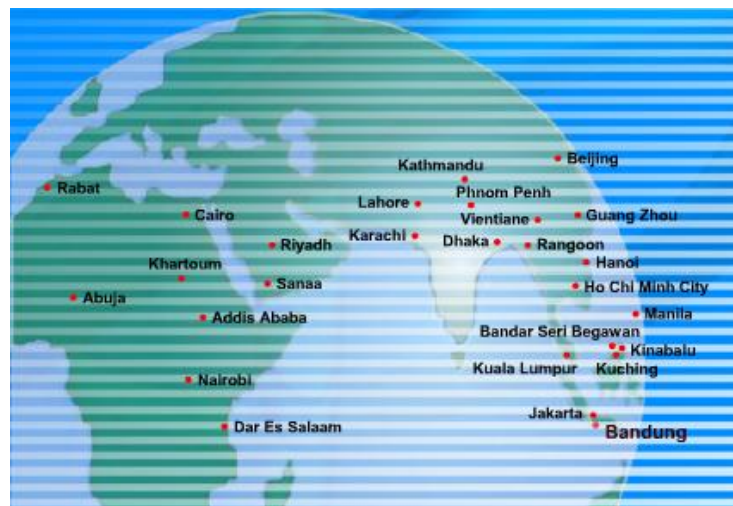 Beijing
Kathmandu
Rabat
Phnom Penh
Lahore
Cairo
Vientiane
Guang Zhou
Karachi
Dhaka
Riyadh
Rangoon
Khartoum
Hanoi
Sanaa
Ho Chi Minh City
Abuja
Manila
Addis Ababa
Bandar Seri Begawan
Kinabalu
Kuala Lumpur
Kuching
Nairobi
Jakarta
Dar Es Salaam
Bandung